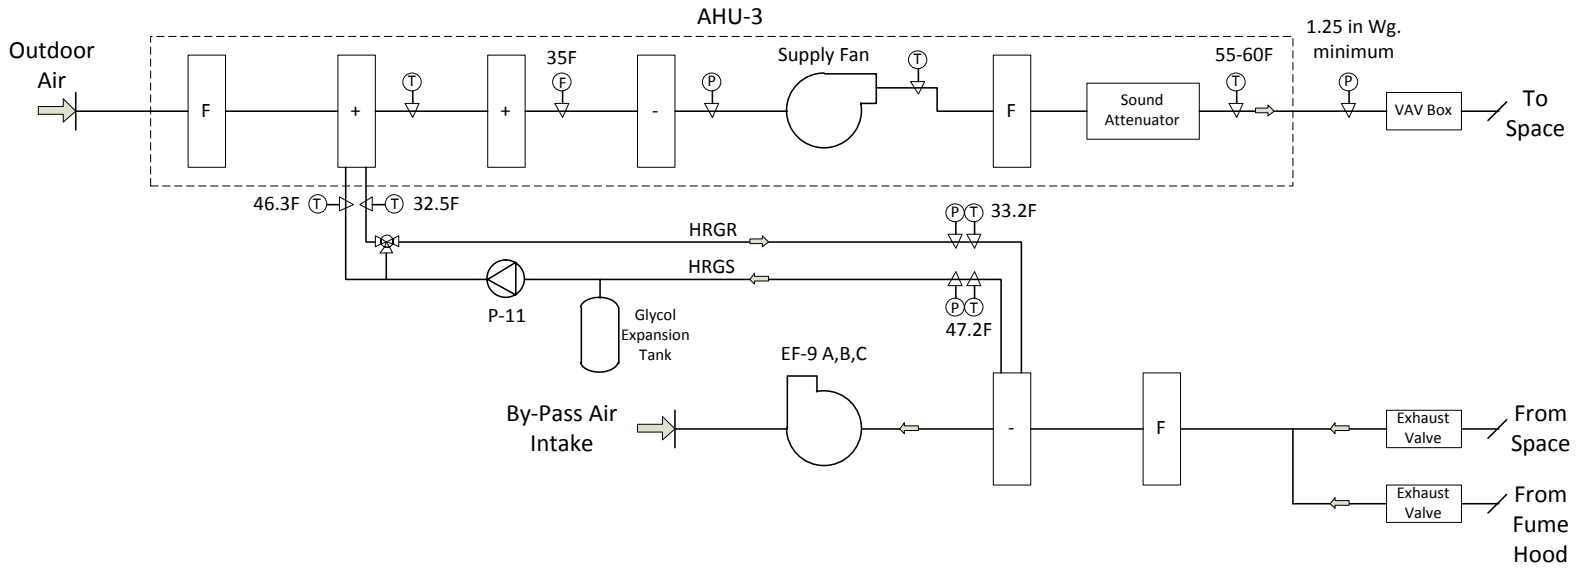 AHU-3
Outdoor
Air
F
+
T
+
35F
F
-
P
Supply Fan
T
F
Sound
Attenuator
55-60F
T
1.25 in Wg.
minimum
P
VAV Box
To
Space
46.3F
T
T
32.5F
HRGR
P
T
33.2F
HRGS
P
T
47.2F
P-11
Glycol
Expansion
Tank
EF-9 A,B,C
By-Pass Air
Intake
-
F
Exhaust
Valve
From
Space
Exhaust
Valve
From
Fume
Hood